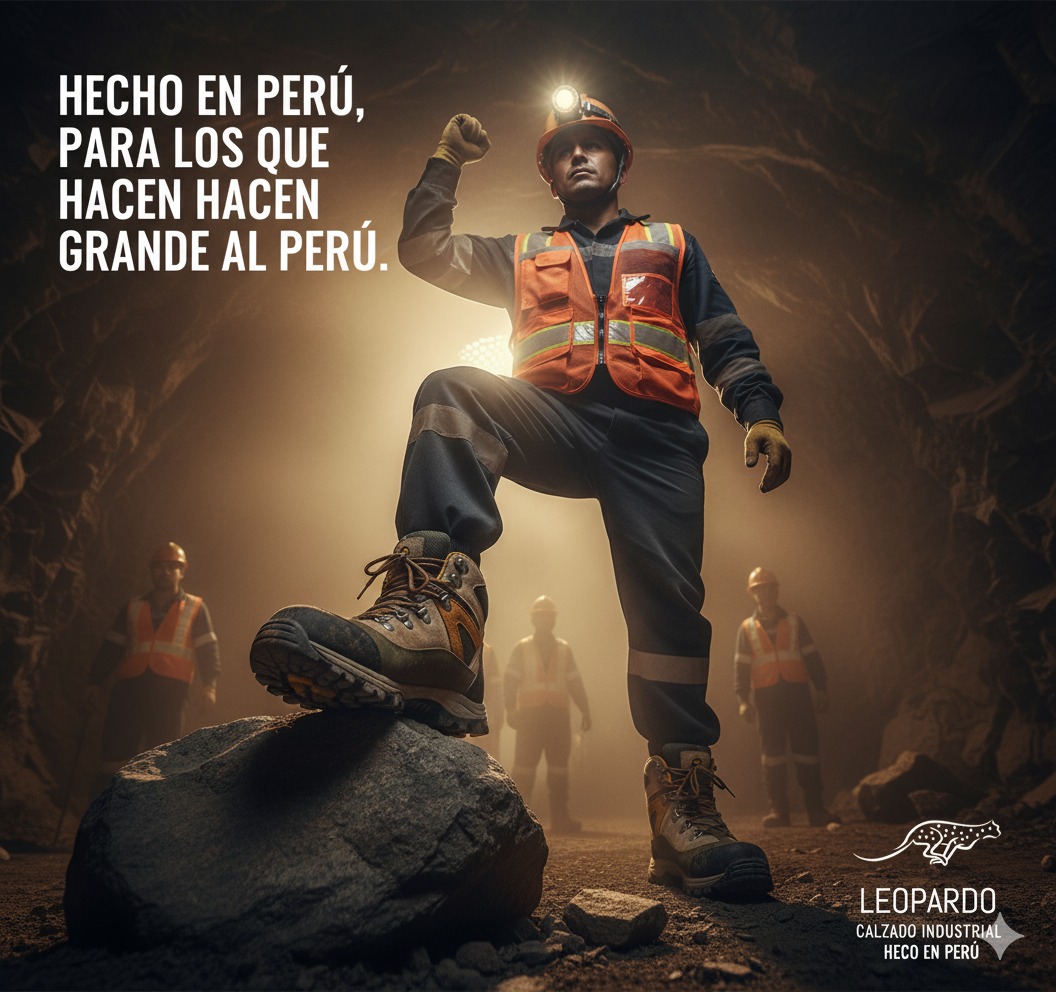 HECHO EN PERÚ,
PARA LOS QUE
HACEN HACEN
GRANDE AL PERÚ.
LEOPARDO
CALZADO INDUSTRIAL
HECO EN PERÚ